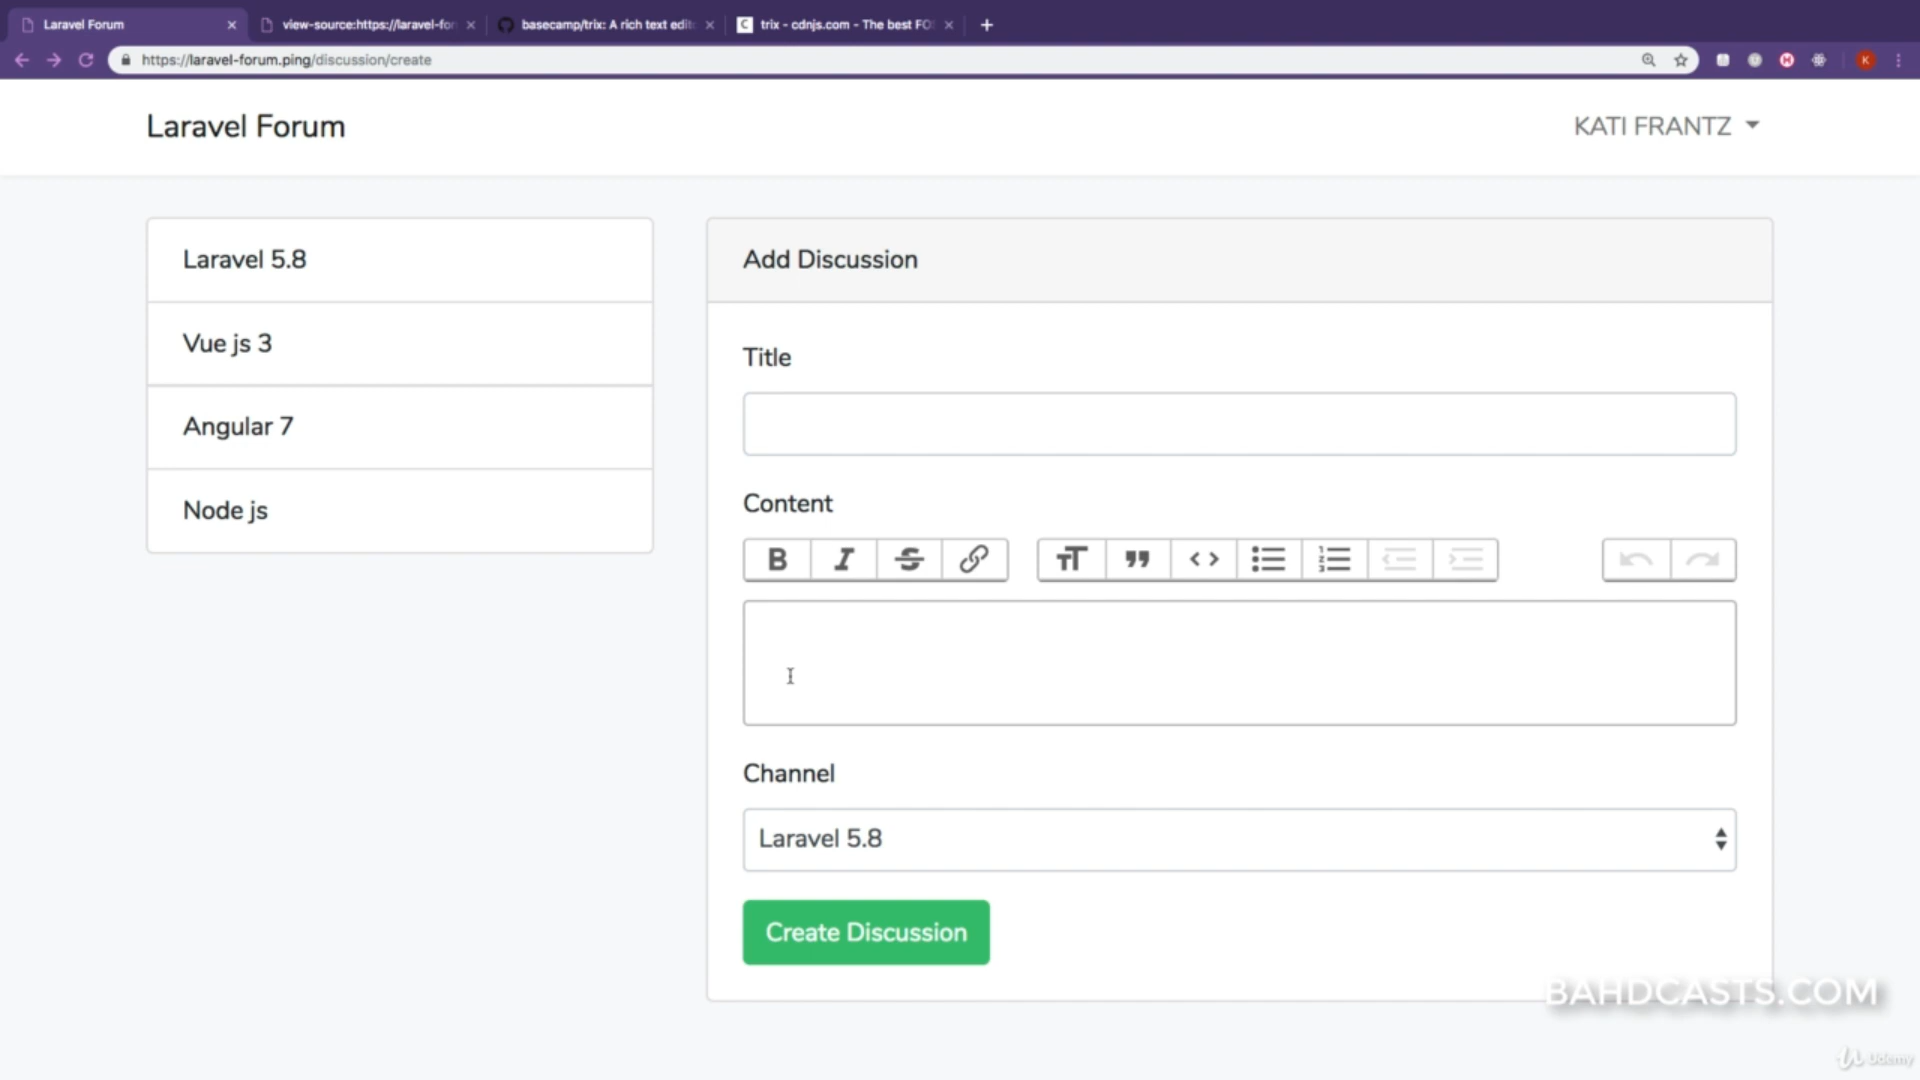 Laravel Forum
view-source:https://laravel-for
basecamp/trix: A rich text edit
trix - cdnjs.com - The best FO
https://laravel-forum.ping/discussion/create
K
Laravel Forum
KATI FRANTZ
Laravel 5.8
Vue js 3
Angular 7
Node js
Add Discussion
Title
Content
Channel
Laravel 5.8
Create Discussion
BAHDCASTS.COM
Udemy